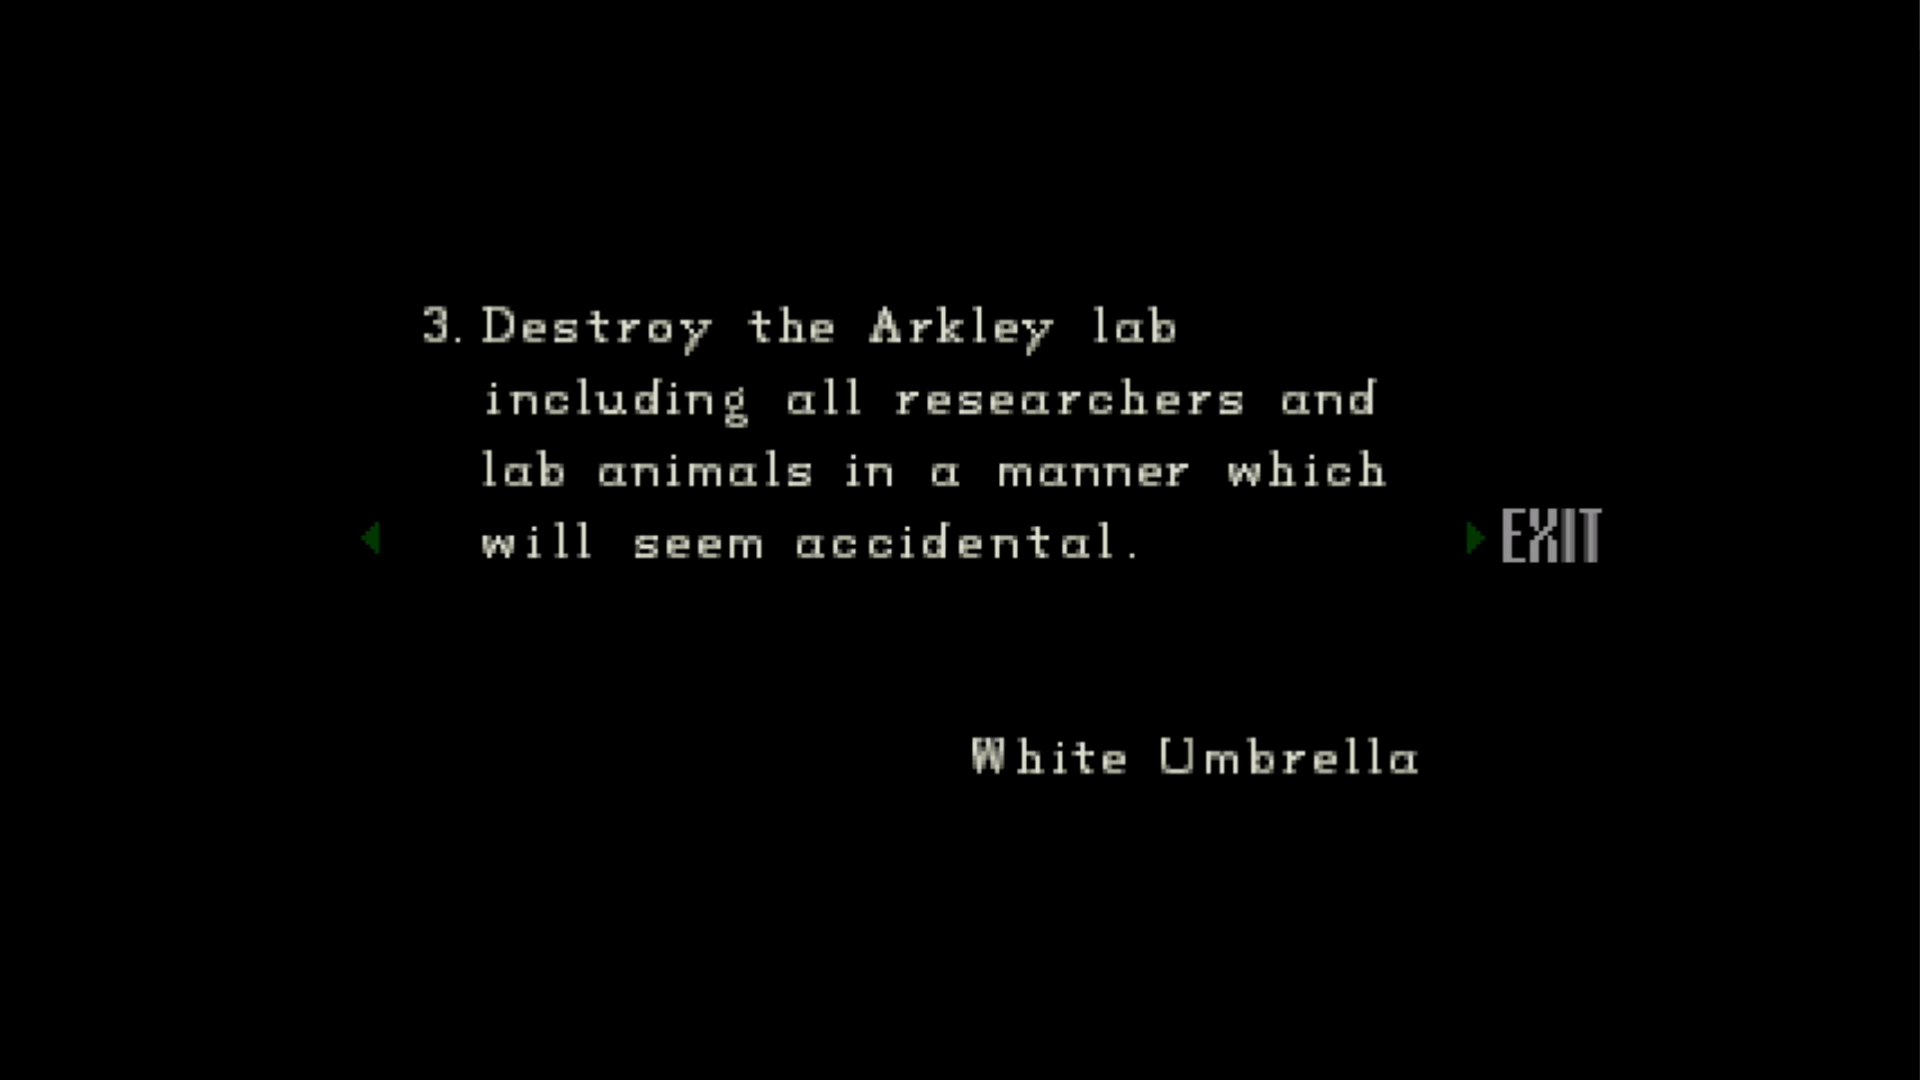 3. Destroy the Arkley lab
including all researchers and
lab animals in a manner which
will seem accidental.
EXIT
White Umbrella